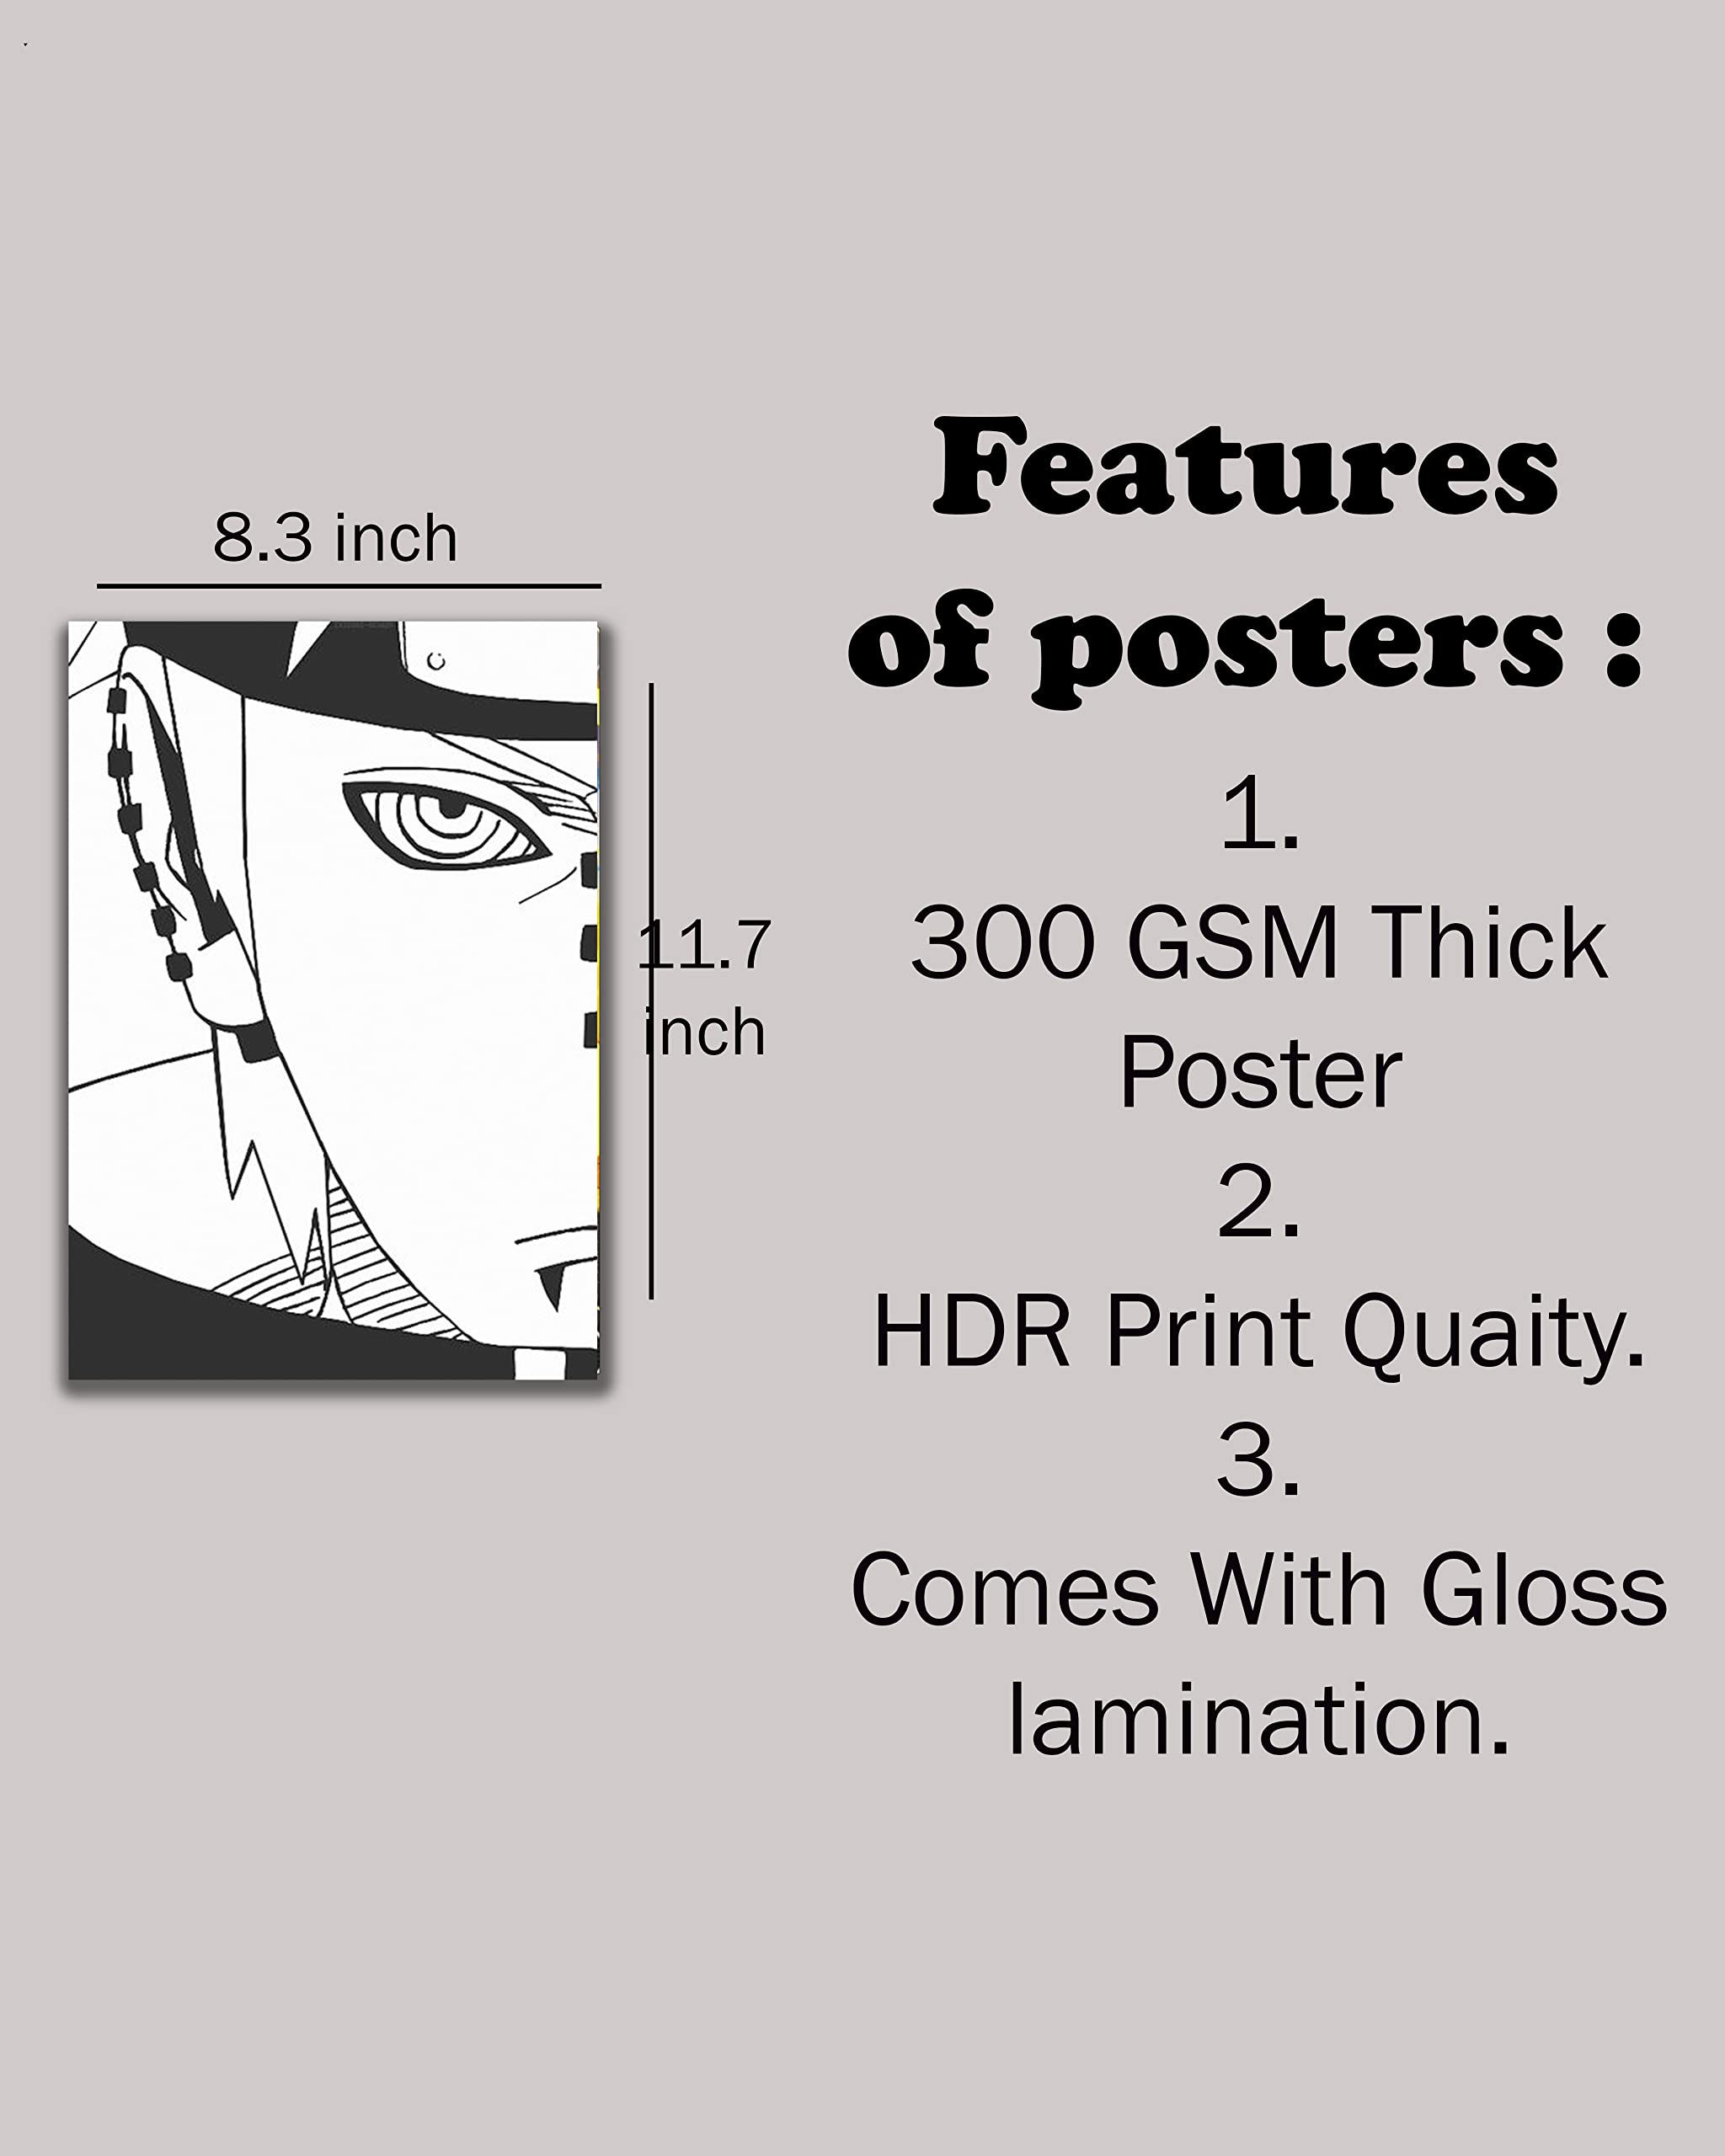 8.3 inch
11.7
inch
Features
of posters :
1.
300 GSM Thick
Poster
2.
HDR Print Quaity.
3.
Comes With Gloss
lamination.